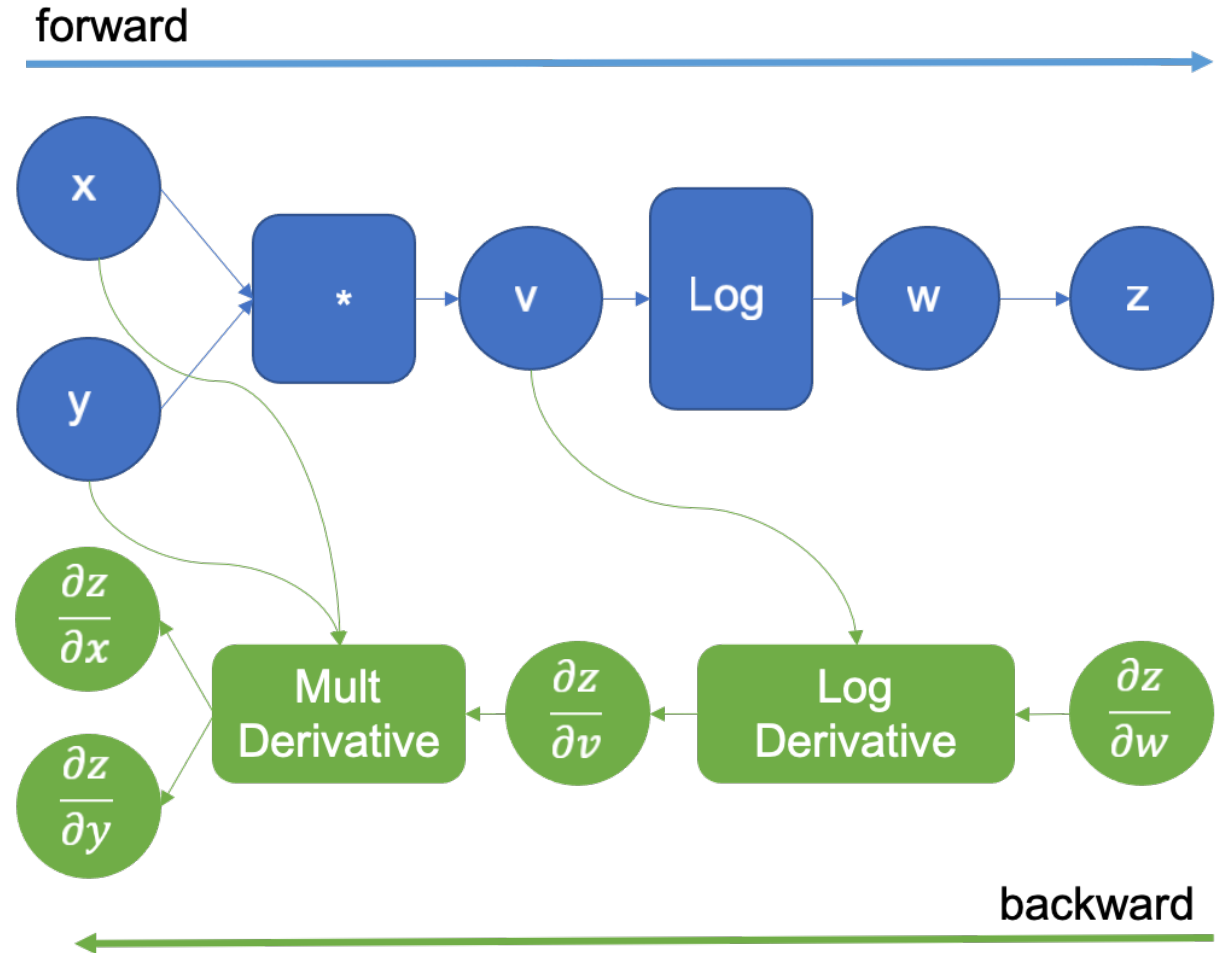 forward
x
*
v
Log
w
z
y
∂z
∂x
Mult
Derivative
∂z
∂v
Log
Derivative
∂z
∂w
∂z
∂y
backward